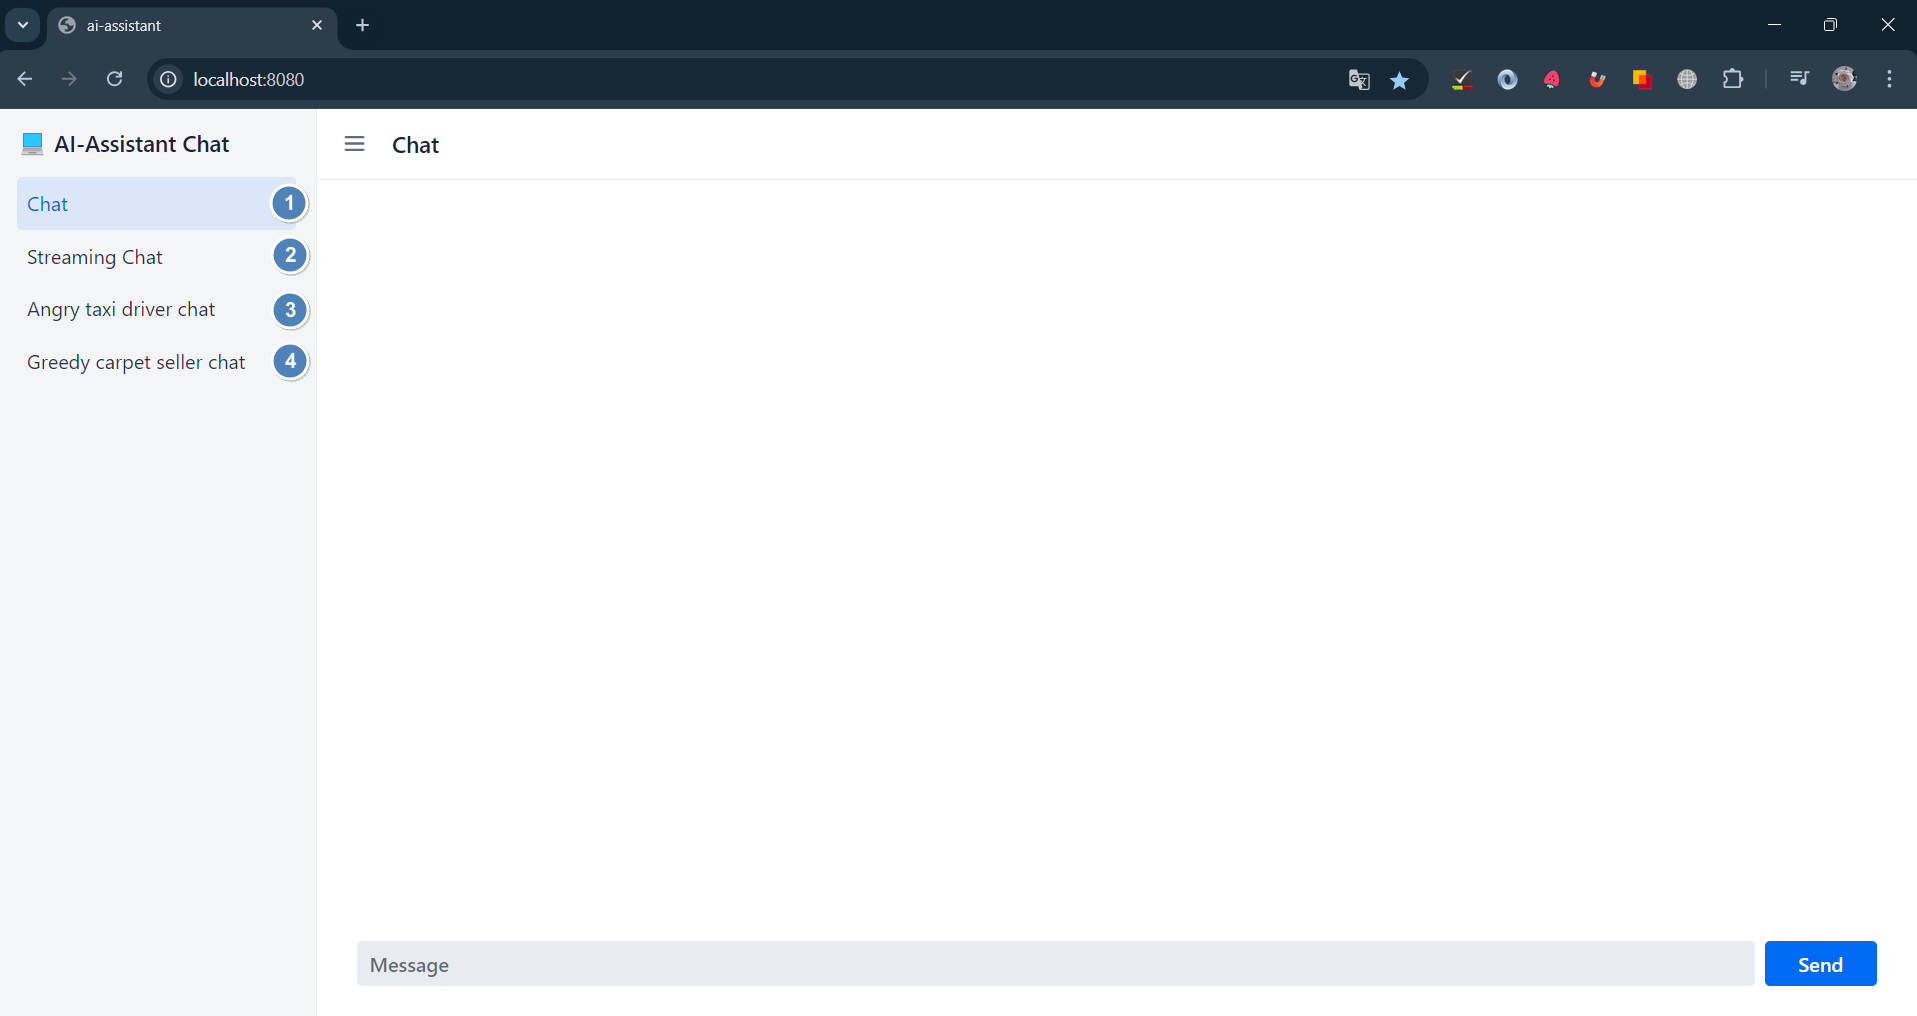 ai-assistant
localhost:8080
AI-Assistant Chat
Chat
Chat 1
Streaming Chat 2
Angry taxi driver chat 3
Greedy carpet seller chat 4
Message
Send